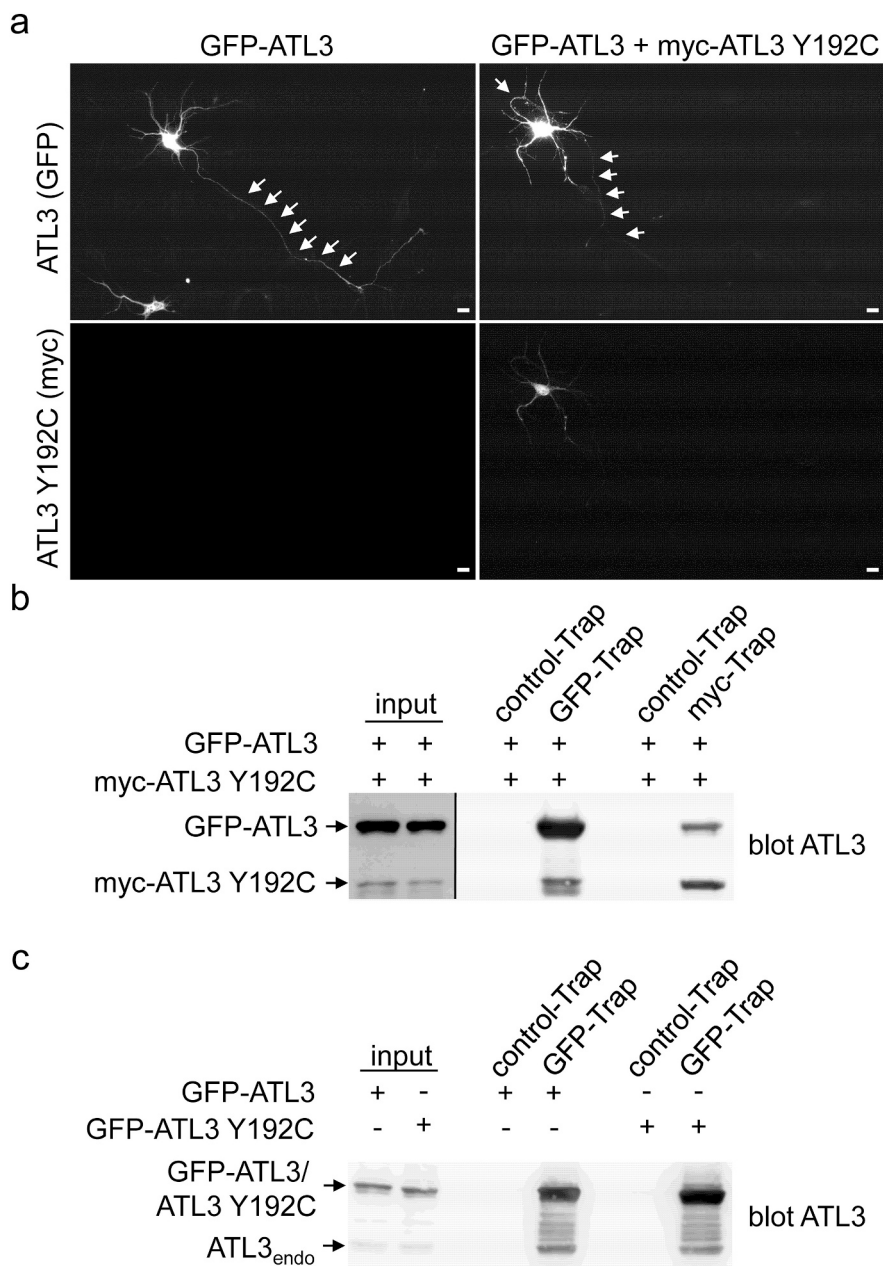 a
GFP-ATL3 GFP-ATL3 + myc-ATL3 Y192C
ATL3 (GFP)
ATL3 Y192C (myc)
b
input control-Trap GFP-Trap control-Trap myc-Trap
GFP-ATL3 + + + + + +
myc-ATL3 Y192C + + + + + +
GFP-ATL3
myc-ATL3 Y192C
blot ATL3
c
input control-Trap GFP-Trap control-Trap GFP-Trap
GFP-ATL3 + - + + - -
GFP-ATL3 Y192C - + - - + +
GFP-ATL3/
ATL3 Y192C
ATL3endo
blot ATL3